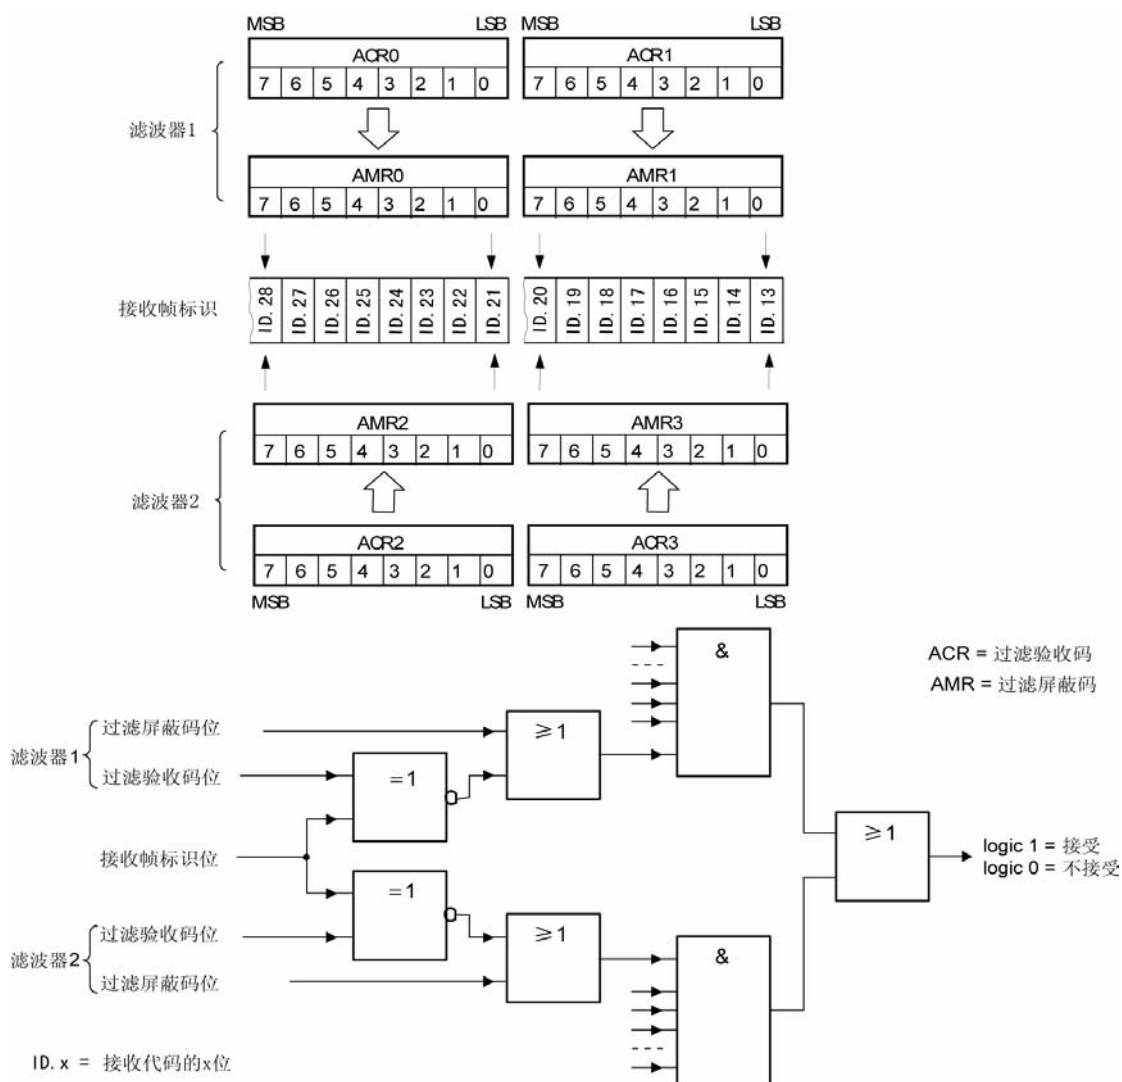 MSB LSB MSB LSB
ACR0 ACR1
7 6 5 4 3 2 1 0 7 6 5 4 3 2 1 0
滤波器1
AMR0 AMR1
7 6 5 4 3 2 1 0 7 6 5 4 3 2 1 0
接收帧标识
ID.28 ID.27 ID.26 ID.25 ID.24 ID.23 ID.22 ID.21 ID.20 ID.19 ID.18 ID.17 ID.16 ID.15 ID.14 ID.13
AMR2 AMR3
7 6 5 4 3 2 1 0 7 6 5 4 3 2 1 0
滤波器2
ACR2 ACR3
7 6 5 4 3 2 1 0 7 6 5 4 3 2 1 0
MSB LSB MSB LSB
&
ACR = 过滤验收码
AMR = 过滤屏蔽码
滤波器1
过滤屏蔽码位
≥1
过滤验收码位
=1
接收帧标识位
≥1
logic 1 = 接受
logic 0 = 不接受
=1
滤波器2
过滤验收码位
≥1
过滤屏蔽码位
&
ID.x = 接收代码的x位